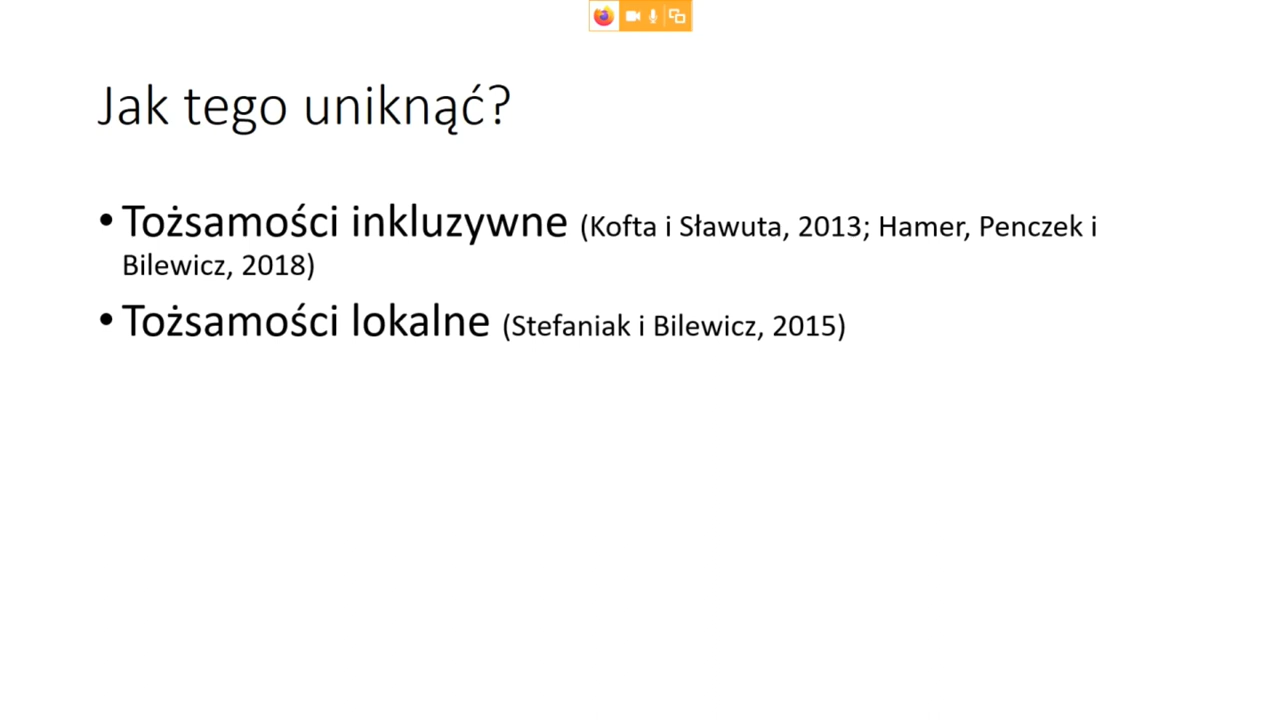 Jak tego uniknąć?
• Tożsamości inkluzywne (Kofta i Sławuta, 2013; Hamer, Penczek i
Bilewicz, 2018)
• Tożsamości lokalne (Stefaniak i Bilewicz, 2015)